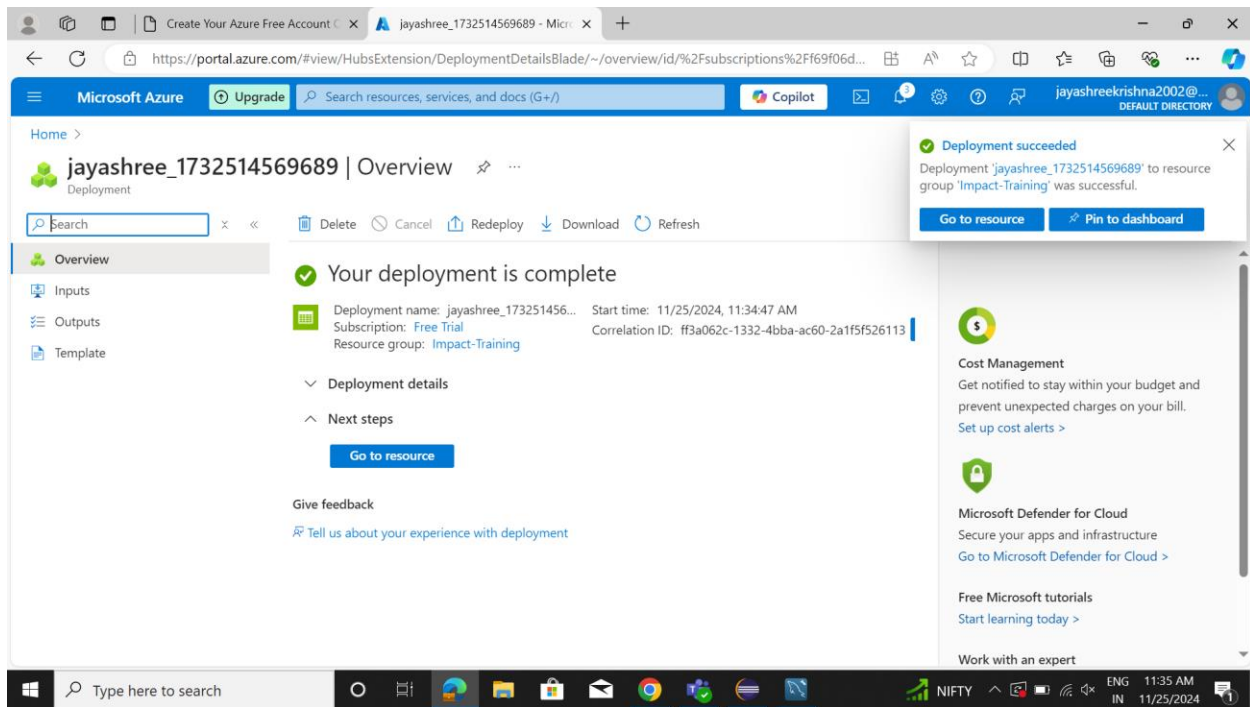 Create Your Azure Free Account C
jayashree_1732514569689 - Micro
https://portal.azure.com/#view/HubsExtension/DeploymentDetailsBlade/~/overview/id/%2Fsubscriptions%2Ff69f06d...
Microsoft Azure
Upgrade
Search resources, services, and docs (G+/)
Copilot
3
jayashreekrishna2002@...
DEFAULT DIRECTORY
Home >
jayashree_1732514569689 | Overview
Deployment
Search
Overview
Inputs
Outputs
Template
Delete Cancel Redeploy Download Refresh
Your deployment is complete
Deployment name: jayashree_173251456...
Subscription: Free Trial
Resource group: Impact-Training
Start time: 11/25/2024, 11:34:47 AM
Correlation ID: ff3a062c-1332-4bba-ac60-2a1f5f526113
Deployment details
Next steps
Go to resource
Give feedback
Tell us about your experience with deployment
Deployment succeeded
Deployment 'jayashree_1732514569689' to resource
group 'Impact-Training' was successful.
Go to resource
Pin to dashboard
Cost Management
Get notified to stay within your budget and
prevent unexpected charges on your bill.
Set up cost alerts >
Microsoft Defender for Cloud
Secure your apps and infrastructure
Go to Microsoft Defender for Cloud >
Free Microsoft tutorials
Start learning today >
Work with an expert
Type here to search
NIFTY
ENG
IN
11:35 AM
11/25/2024
1